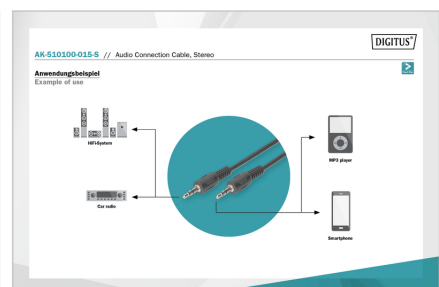 DIGITUS®
AK-510100-015-S // Audio Connection Cable, Stereo
Anwendungsbeispiel
Example of use
HiFi-System
MP3 player
Car radio
Smartphone